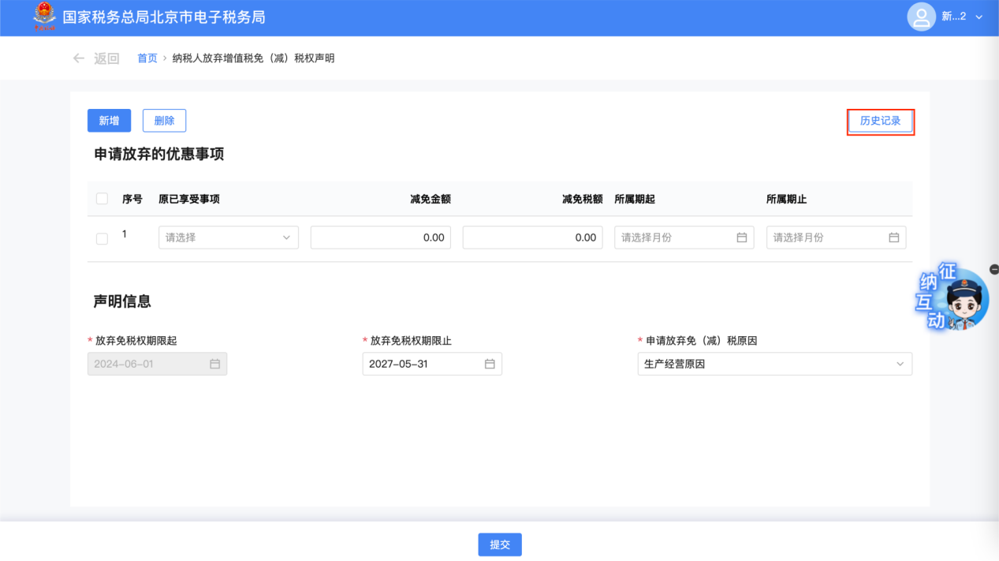 国家税务总局北京市电子税务局
新...2
返回 首页 › 纳税人放弃增值税免（减）税权声明
新增 删除 历史记录
申请放弃的优惠事项
序号 原已享受事项 减免金额 减免税额 所属期起 所属期止
1 请选择 0.00 0.00 请选择月份 请选择月份
征纳互动
声明信息
* 放弃免税权期限起 * 放弃免税权期限止 * 申请放弃免（减）税原因
2024-06-01 2027-05-31 生产经营原因
提交